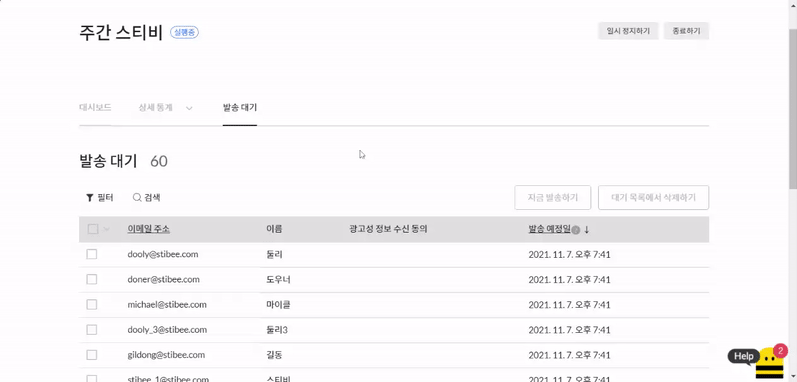 주간 스티비 실행중 일시 정지하기 종료하기
대시보드 상세 통계 발송 대기
발송 대기 60
필터 검색 지금 발송하기 대기 목록에서 삭제하기
이메일 주소 이름 광고성 정보 수신 동의 발송 예정일 ? ↓
dooly@stibee.com 둘리 2021. 11. 7. 오후 7:41
doner@stibee.com 도우너 2021. 11. 7. 오후 7:41
michael@stibee.com 마이클 2021. 11. 7. 오후 7:41
dooly_3@stibee.com 둘리3 2021. 11. 7. 오후 7:41
gildong@stibee.com 길동 2021. 11. 7. 오후 7:41
stibee_1@stibee.com 스티비 2021. 11. 7. 오후 7:41
Help 2